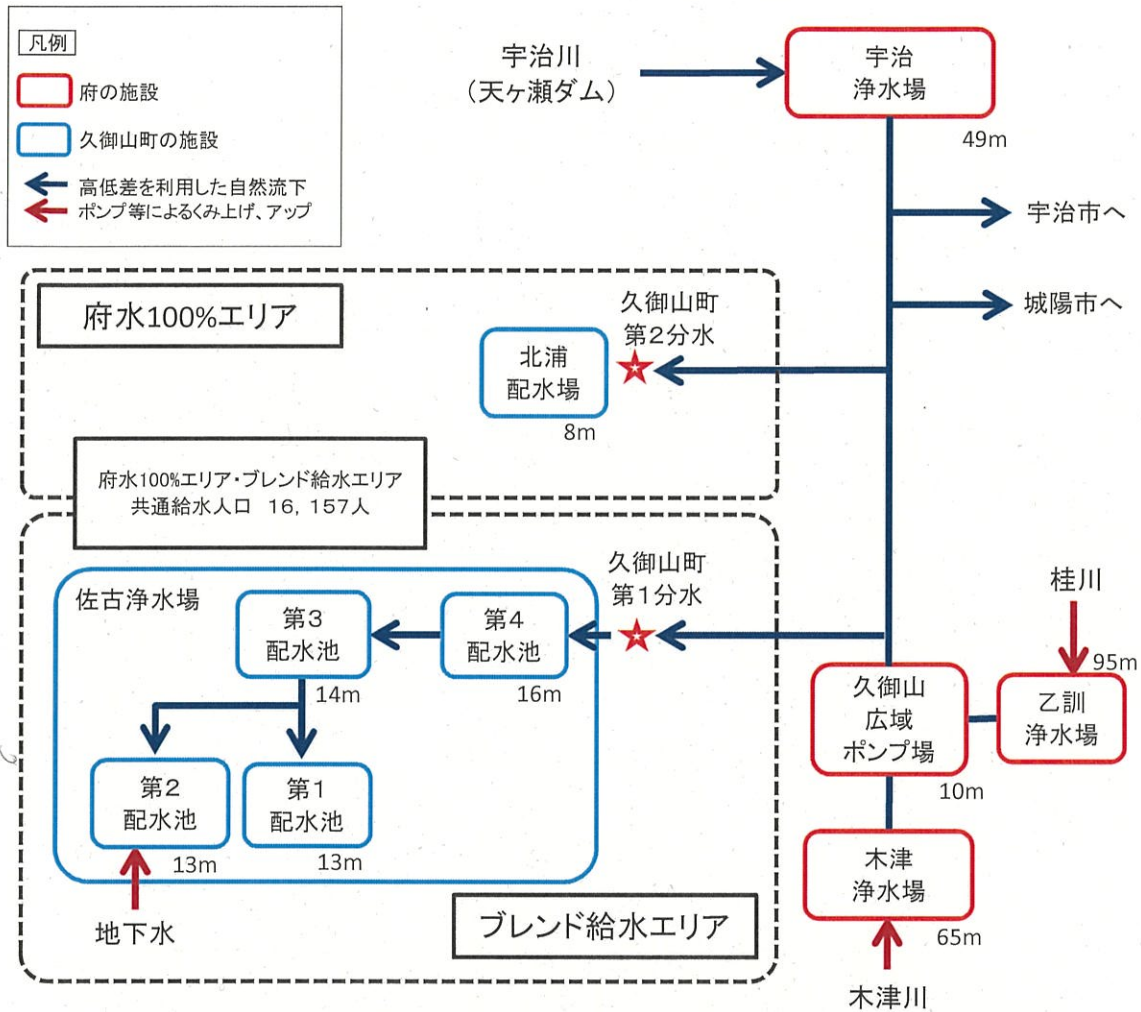 凡例
府の施設
久御山町の施設
高低差を利用した自然流下
ポンプ等によるくみ上げ、アップ
宇治川
(天ヶ瀬ダム)
宇治
浄水場
49m
宇治市へ
城陽市へ
府水100%エリア
久御山町
第2分水
北浦
配水場
8m
府水100%エリア・ブレンド給水エリア
共通給水人口 16,157人
久御山町
第1分水
佐古浄水場
第3
配水池
14m
第4
配水池
16m
第2
配水池
13m
第1
配水池
13m
地下水
ブレンド給水エリア
桂川
95m
乙訓
浄水場
久御山
広域
ポンプ場
10m
木津
浄水場
65m
木津川